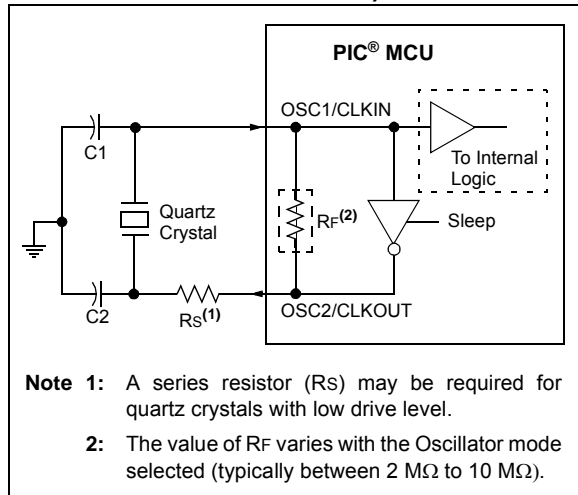 PIC® MCU
OSC1/CLKIN
C1
To Internal
Logic
Quartz
Crystal
RF(2)
Sleep
C2
RS(1)
OSC2/CLKOUT
Note 1: A series resistor (RS) may be required for
quartz crystals with low drive level.
2: The value of RF varies with the Oscillator mode
selected (typically between 2 MΩ to 10 MΩ).